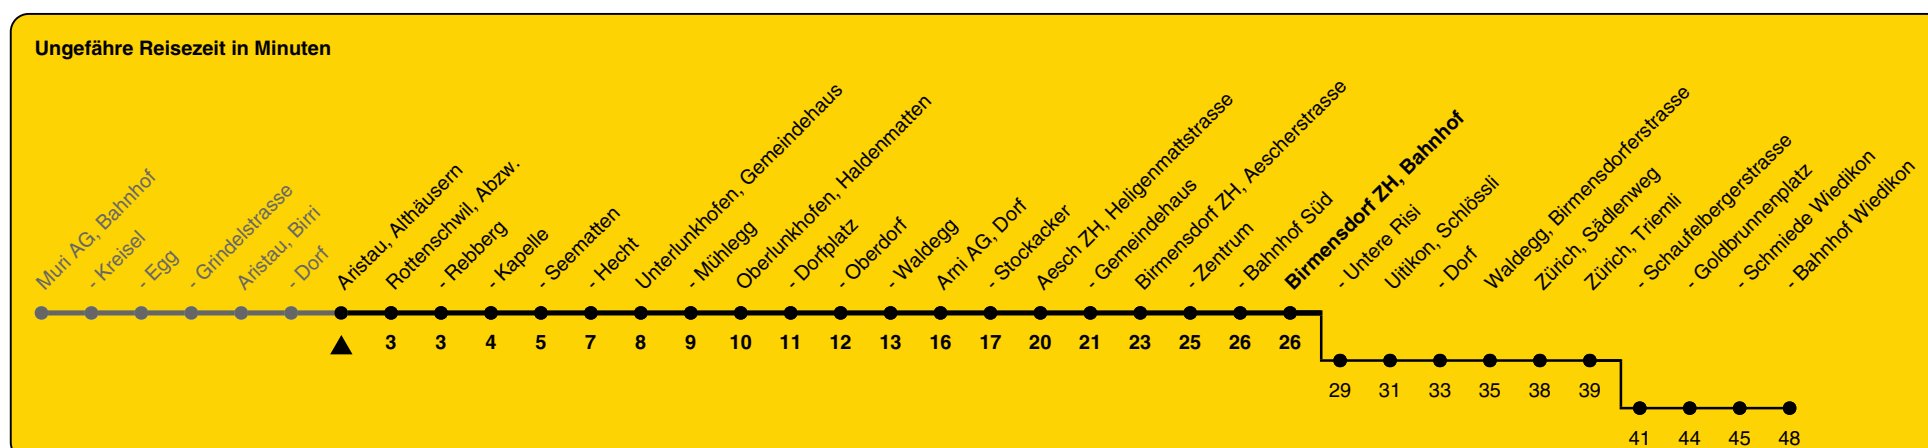 Ungefähre Reisezeit in Minuten
Muri AG, Bahnhof
- Kreisel
- Egg
- Grindelstrasse
Aristau, Birri
- Dorf
Aristau, Althäusern
Rottenschwil, Abzw.
- Rebberg
- Kapelle
- Seematten
- Hecht
Unterlunkhofen, Gemeindehaus
- Mühlegg
Oberlunkhofen, Haldenmatten
- Dorfplatz
- Oberdorf
- Waldegg
Arni AG, Dorf
- Stockacker
Aesch ZH, Heligenmattstrasse
- Gemeindehaus
Birmensdorf ZH, Aescherstrasse
- Zentrum
- Bahnhof Süd
Birmensdorf ZH, Bahnhof
- Untere Risi
Uitikon, Schlössli
- Dorf
Waldegg, Birmensdorferstrasse
Zürich, Sädlenweg
Zürich, Triemli
- Schaufelbergerstrasse
- Goldbrunnenplatz
- Schmiede Wiedikon
- Bahnhof Wiedikon
3 3 4 5 7 8 9 10 11 12 13 16 17 20 21 23 25 26 26
29 31 33 35 38 39
41 44 45 48